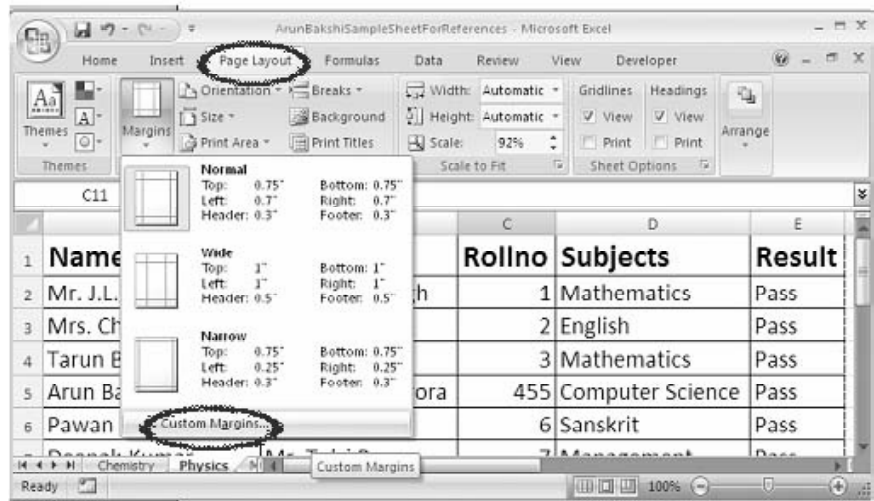 ArunBakshiSampleSheetForReferences - Microsoft Excel
Home Insert Page Layout Formulas Data Review View Developer
Themes
Margins
Orientation
Size
Print Area
Breaks
Background
Print Titles
Width: Automatic
Height: Automatic
Scale: 92%
Gridlines Headings
View View
Print Print
Arrange
Themes
Scale to Fit
Sheet Options
C11
Normal
Top: 0.75" Bottom: 0.75"
Left: 0.7" Right: 0.7"
Header: 0.3" Footer: 0.3"
Wide
Top: 1" Bottom: 1"
Left: 1" Right: 1"
Header: 0.5" Footer: 0.5"
Narrow
Top: 0.75" Bottom: 0.75"
Left: 0.25" Right: 0.25"
Header: 0.3" Footer: 0.3"
Custom Margins...
C D E
1 Name Rollno Subjects Result
2 Mr. J.L. gh 1 Mathematics Pass
3 Mrs. Ch 2 English Pass
4 Tarun B 3 Mathematics Pass
5 Arun Ba ora 455 Computer Science Pass
6 Pawan 6 Sanskrit Pass
Chemistry Physics
Custom Margins
Ready 100%